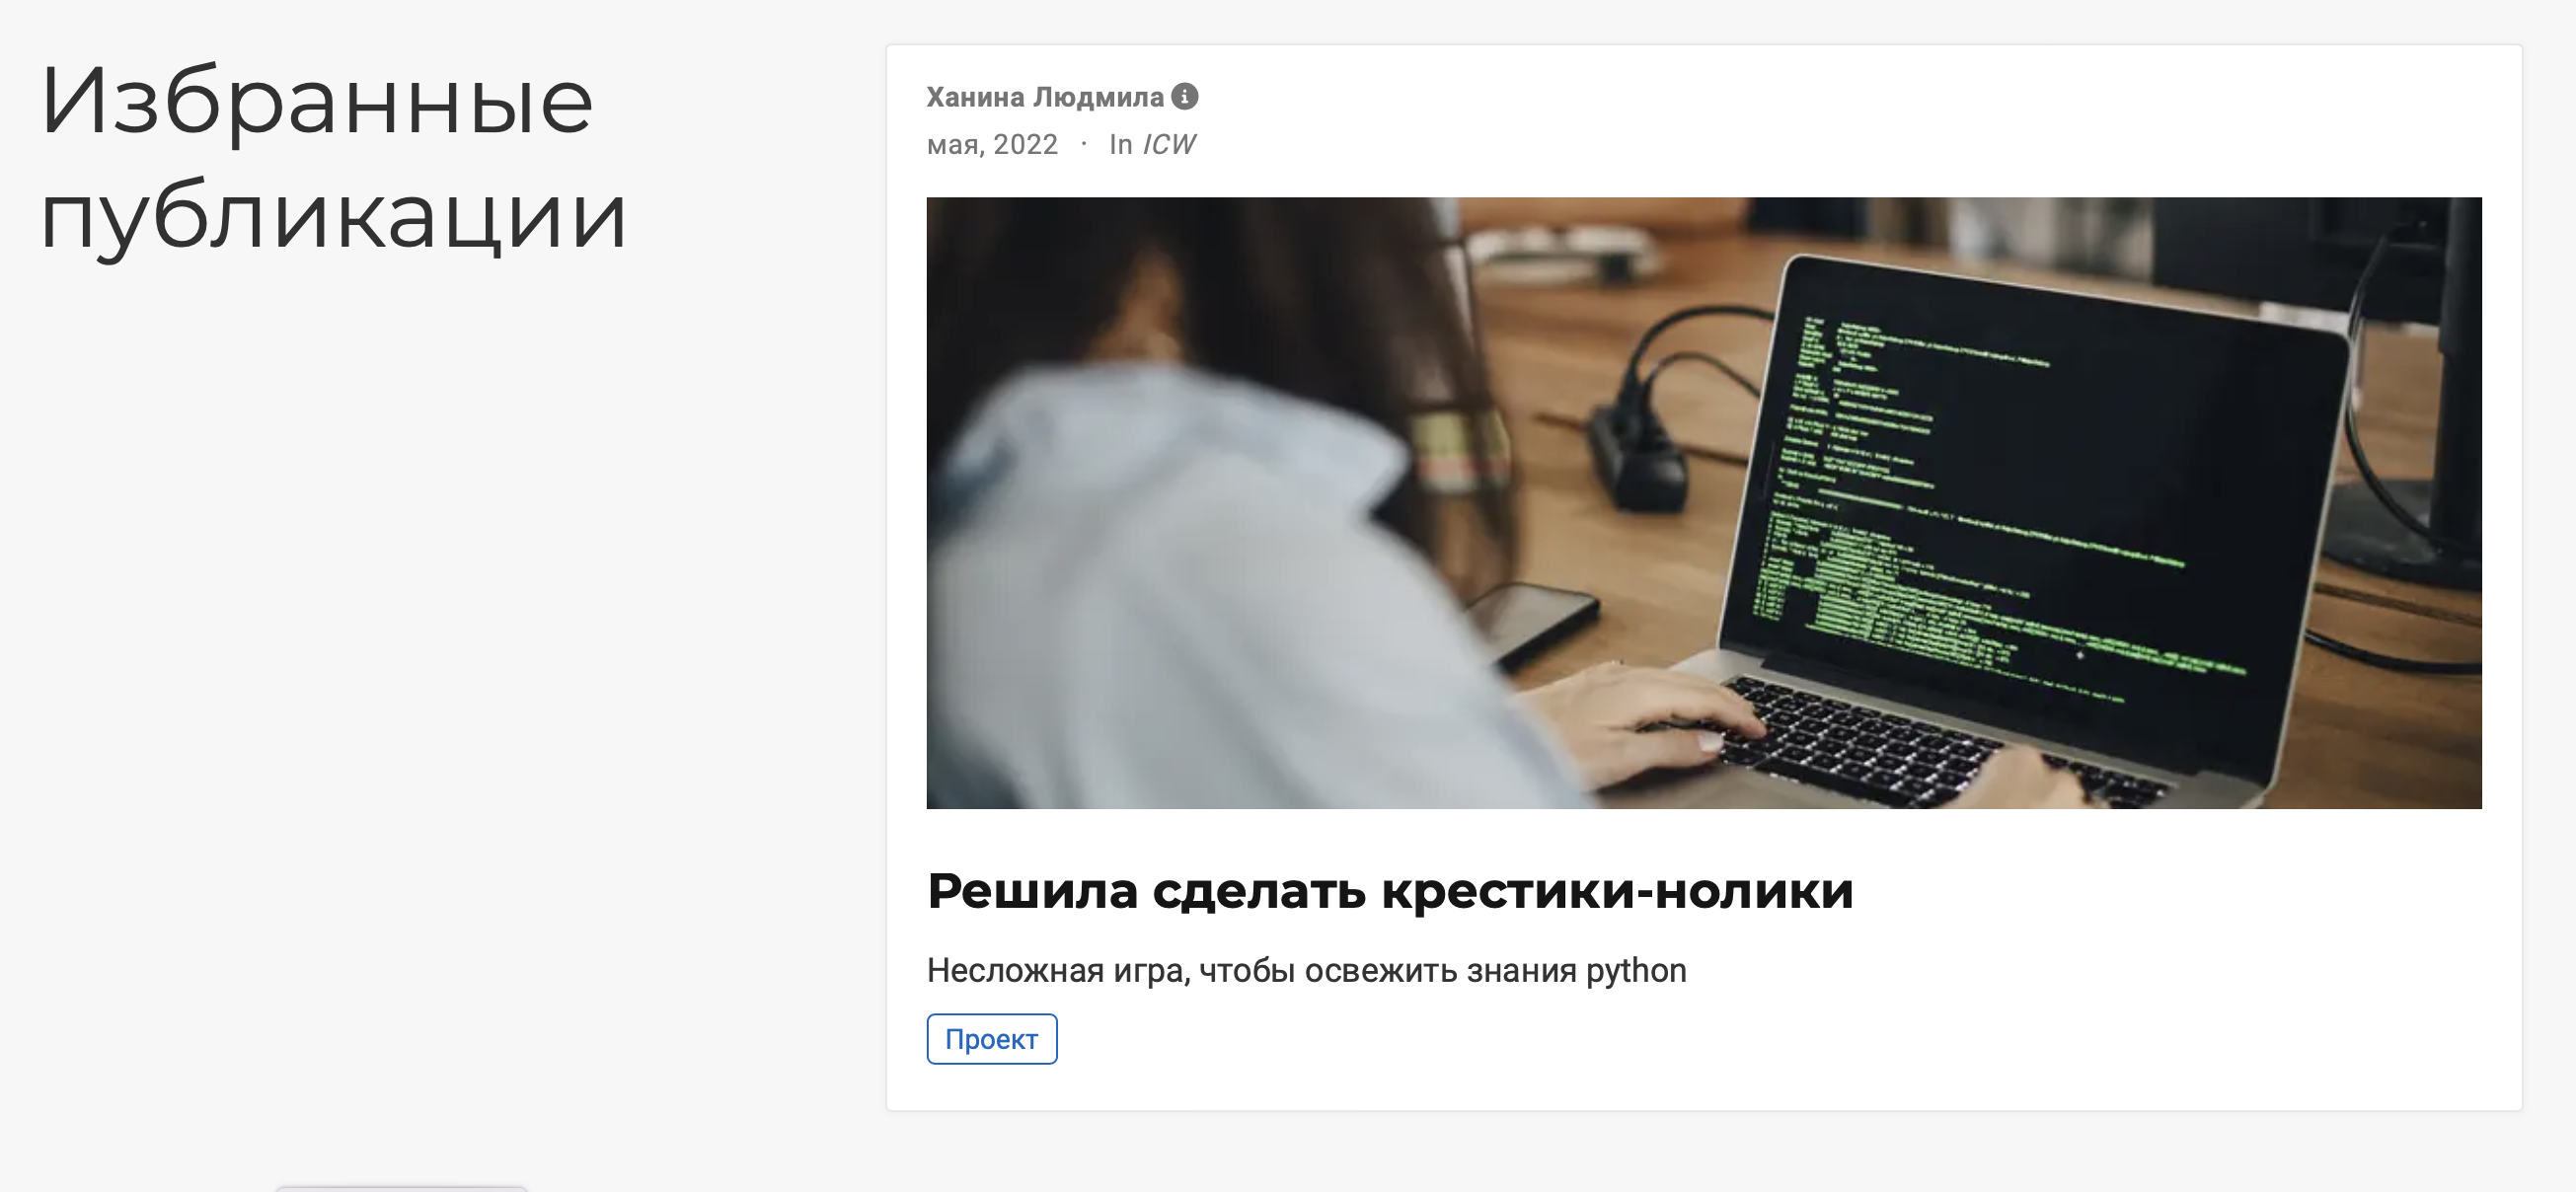 Избранные
публикации
Ханина Людмила
мая, 2022 · In ICW
Решила сделать крестики-нолики
Несложная игра, чтобы освежить знания python
Проект